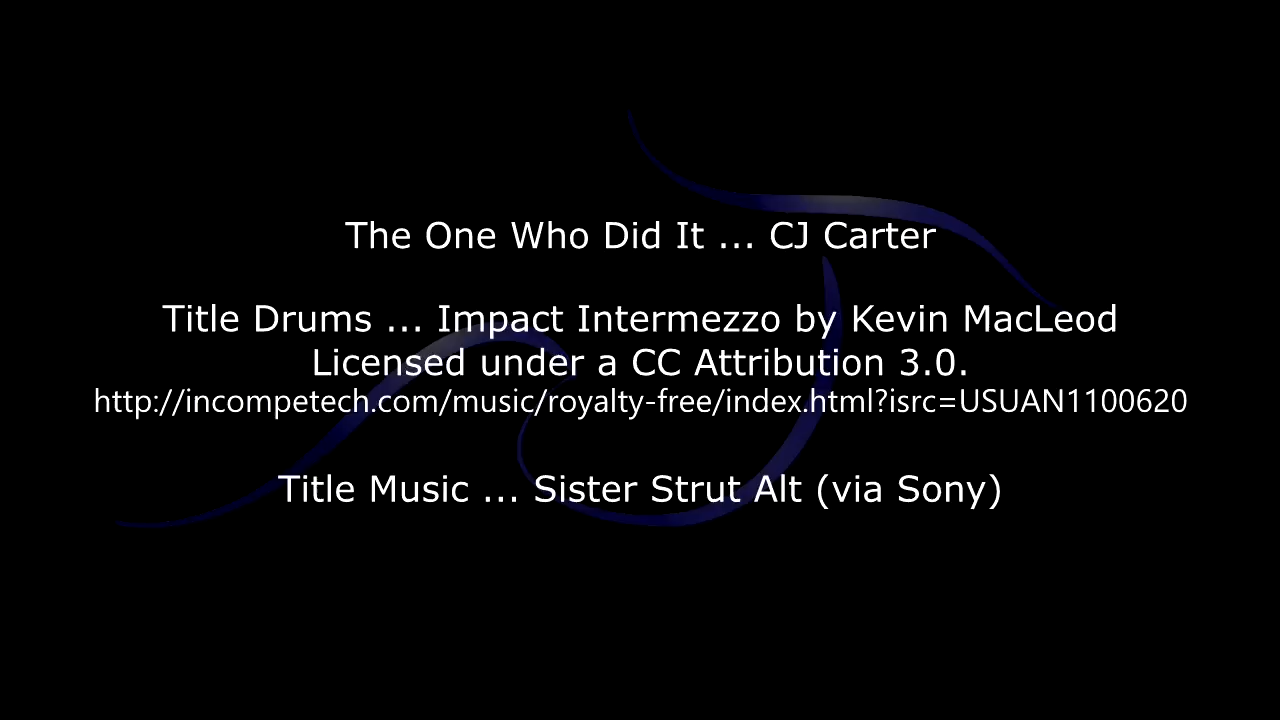 The One Who Did It ... CJ Carter
Title Drums ... Impact Intermezzo by Kevin MacLeod
Licensed under a CC Attribution 3.0.
http://incompetech.com/music/royalty-free/index.html?isrc=USUAN1100620
Title Music ... Sister Strut Alt (via Sony)